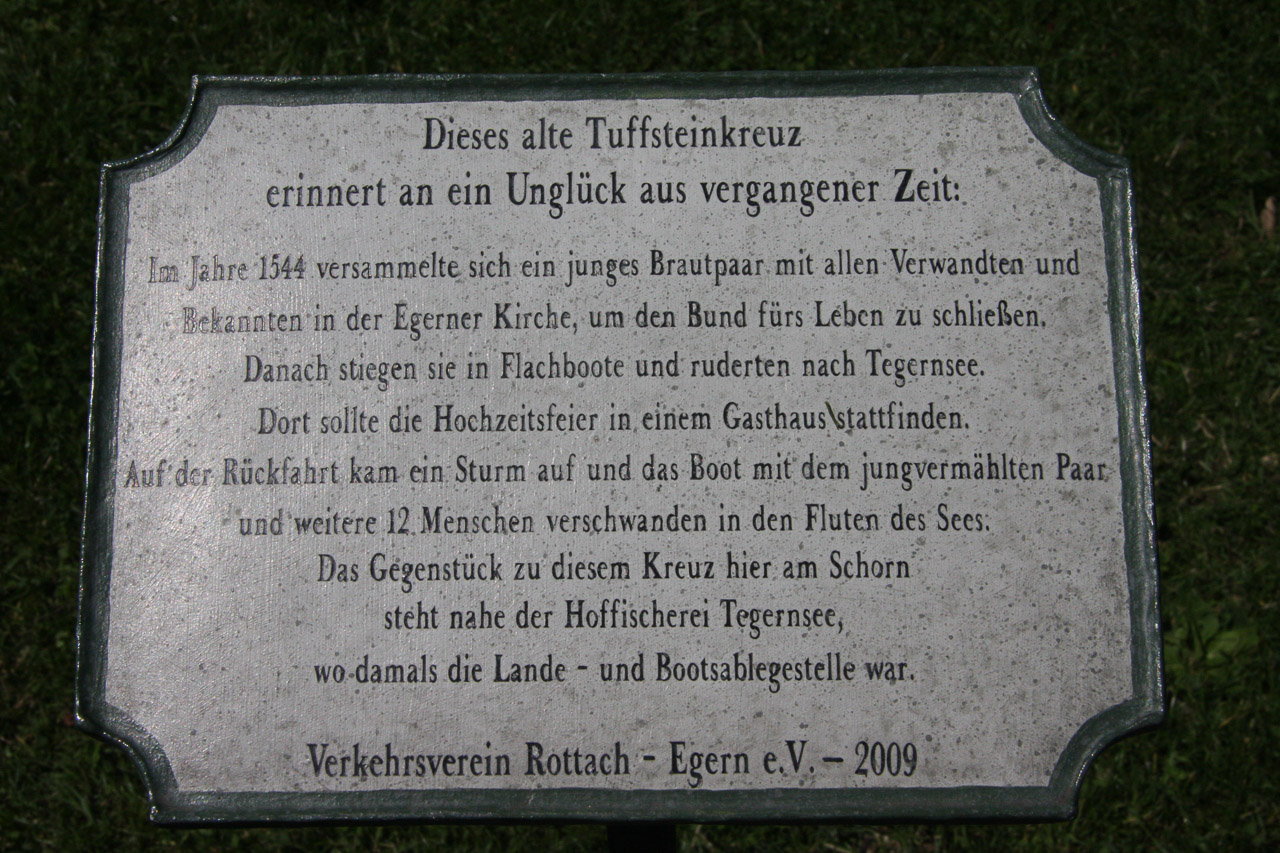 Dieses alte Tuffsteinkreuz
erinnert an ein Unglück aus vergangener Zeit:
Im Jahre 1544 versammelte sich ein junges Brautpaar mit allen Verwandten und
Bekannten in der Egerner Kirche, um den Bund fürs Leben zu schließen.
Danach stiegen sie in Flachboote und ruderten nach Tegernsee.
Dort sollte die Hochzeitsfeier in einem Gasthaus stattfinden.
Auf der Rückfahrt kam ein Sturm auf und das Boot mit dem jungvermählten Paar
und weitere 12 Menschen verschwanden in den Fluten des Sees.
Das Gegenstück zu diesem Kreuz hier am Schorn
steht nahe der Hoffischerei Tegernsee,
wo damals die Lande - und Bootsablegestelle war.
Verkehrsverein Rottach - Egern e.V. – 2009